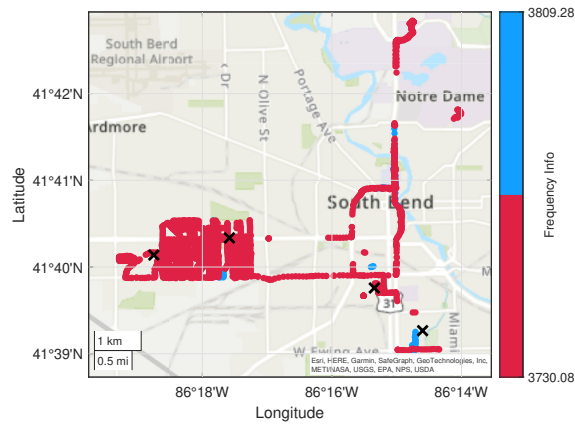 3809.28
South Bend
Regional Airport
41°42'N
Dr
N Olive St
Portage Ave
Notre Dame
Ardmore
41°41'N
South Bend
Latitude
Frequency Info
41°40'N
M
31
1 km
0.5 mi
41°39'N
W Ewing Ave
Miami
Esri, HERE, Garmin, SafeGraph, GeoTechnologies, Inc,
METI/NASA, USGS, EPA, NPS, USDA
3730.08
86°18'W
86°16'W
86°14'W
Longitude